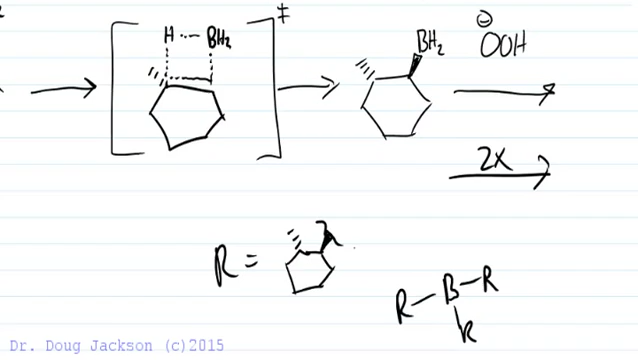 ‡
H BH₂
BH₂ ⊖
OOH
2X
R =
R B R
R
Dr. Doug Jackson (c)2015